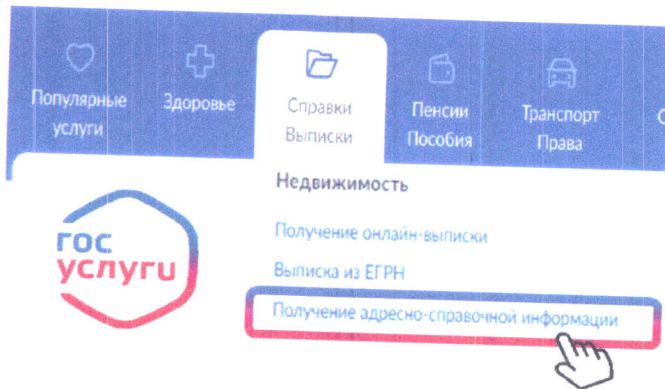 Популярные
услуги
Здоровье
Справки
Выписки
Пенсии
Пособия
Транспорт
Права
Недвижимость
Получение онлайн-выписки
Выписка из ЕГРН
Получение адресно-справочной информации
гос
услуги